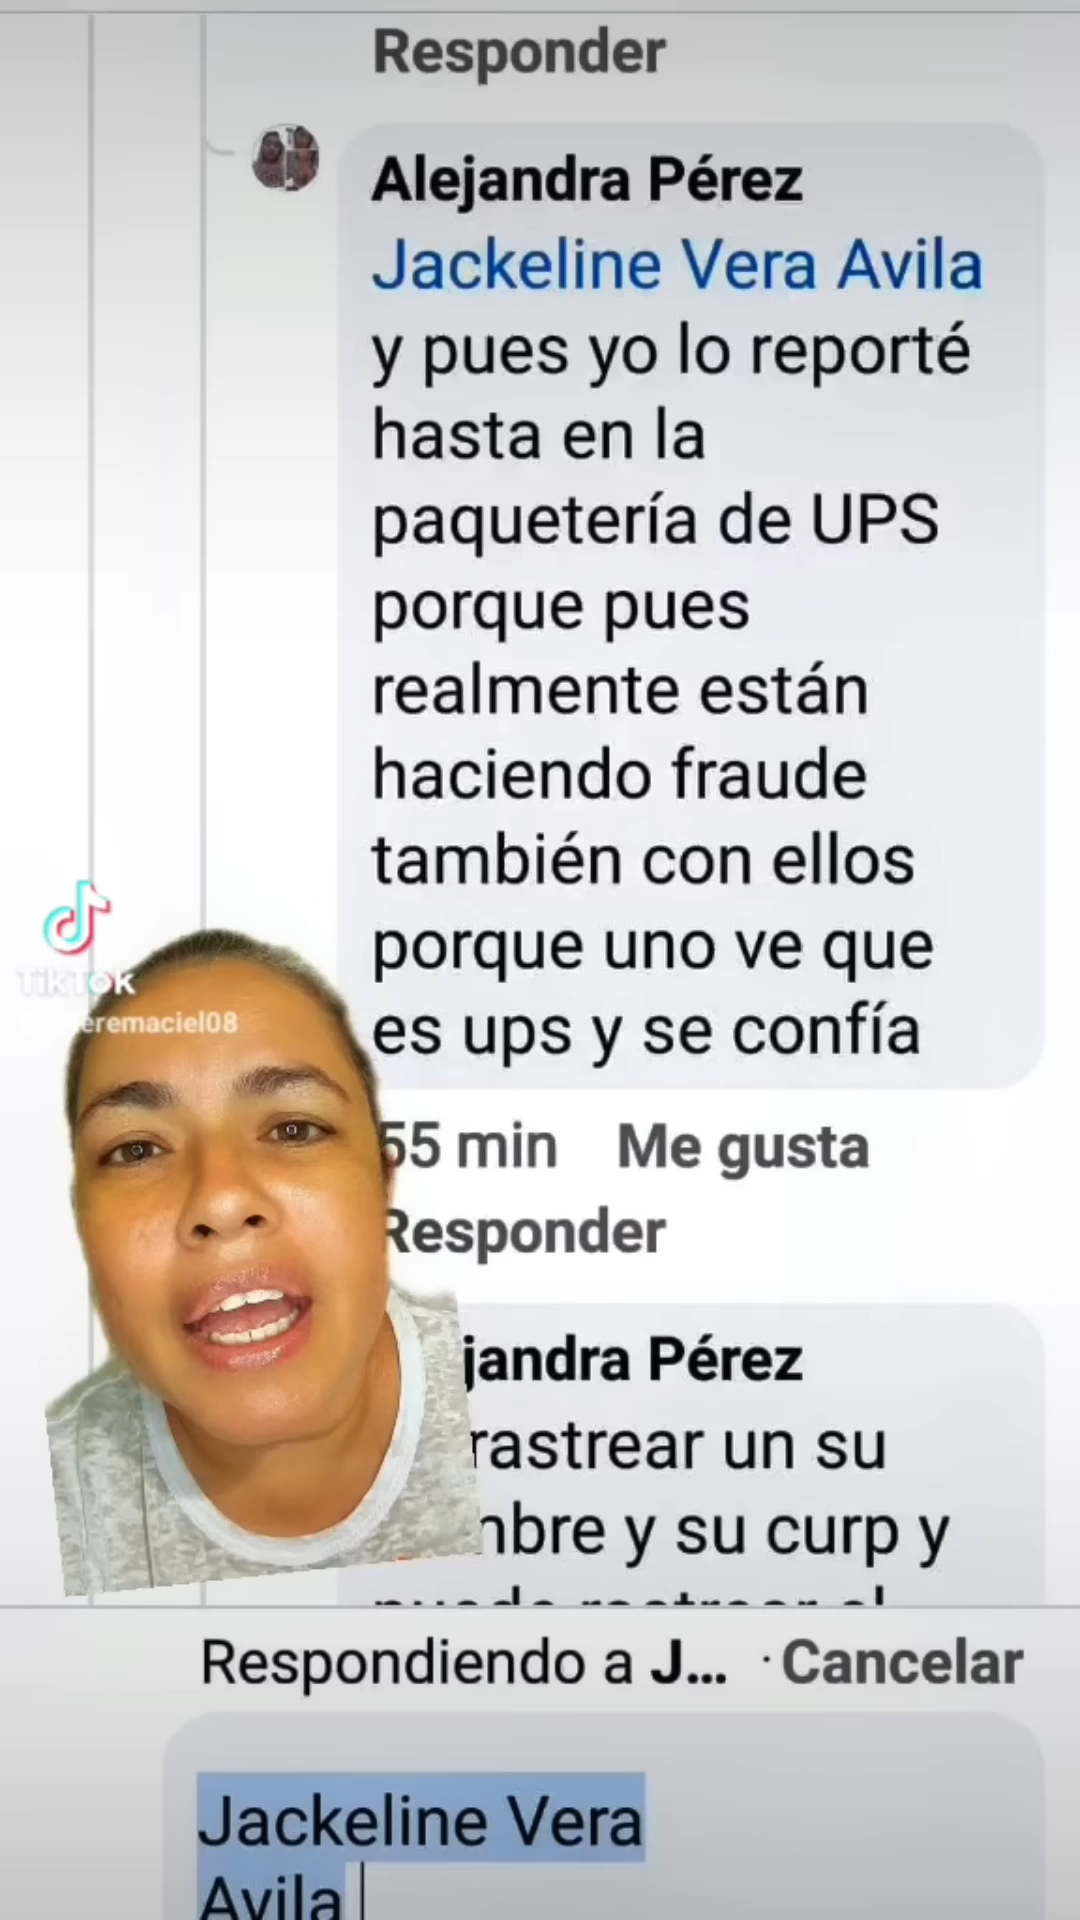 Responder
Alejandra Pérez
Jackeline Vera Avila
y pues yo lo reporté
hasta en la
paquetería de UPS
porque pues
realmente están
haciendo fraude
también con ellos
porque uno ve que
es ups y se confía
TikTok
eremaciel08
55 min Me gusta
Responder
jandra Pérez
rastrear un su
mbre y su curp y
Respondiendo a J... · Cancelar
Jackeline Vera
Avila